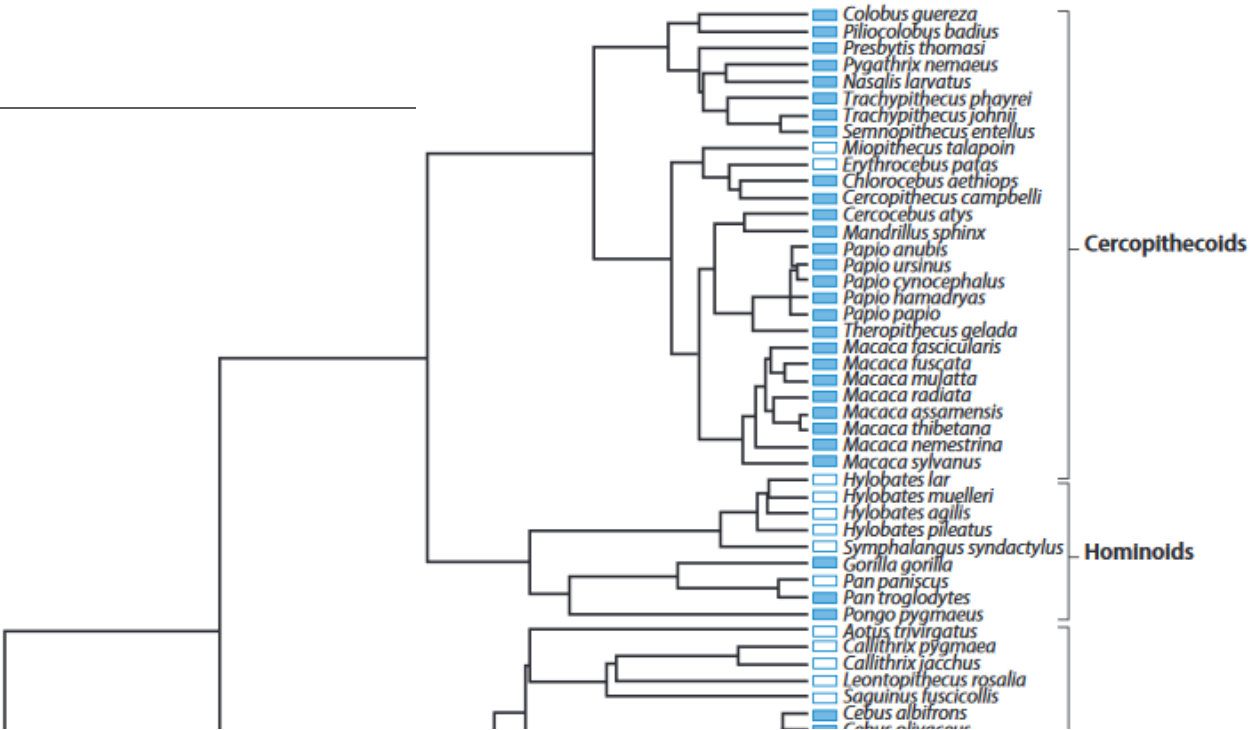 Colobus guereza
Piliocolobus badius
Presbytis thomasi
Pygathrix nemaeus
Nasalis larvatus
Trachypithecus phayrei
Trachypithecus johnii
Semnopithecus entellus
Miopithecus talapoin
Erythrocebus patas
Chlorocebus aethiops
Cercopithecus campbelli
Cercocebus atys
Mandrillus sphinx
Papio anubis
Cercopithecoids
Papio ursinus
Papio cynocephalus
Papio hamadryas
Papio papio
Theropithecus gelada
Macaca fascicularis
Macaca fuscata
Macaca mulatta
Macaca radiata
Macaca assamensis
Macaca thibetana
Macaca nemestrina
Macaca sylvanus
Hylobates lar
Hylobates muelleri
Hylobates agilis
Hylobates pileatus
Symphalangus syndactylus
Hominoids
Gorilla gorilla
Pan paniscus
Pan troglodytes
Pongo pygmaeus
Aotus trivirgatus
Callithrix pygmaea
Callithrix jacchus
Leontopithecus rosalia
Saguinus fuscicollis
Cebus albifrons
Cebus olivaceus